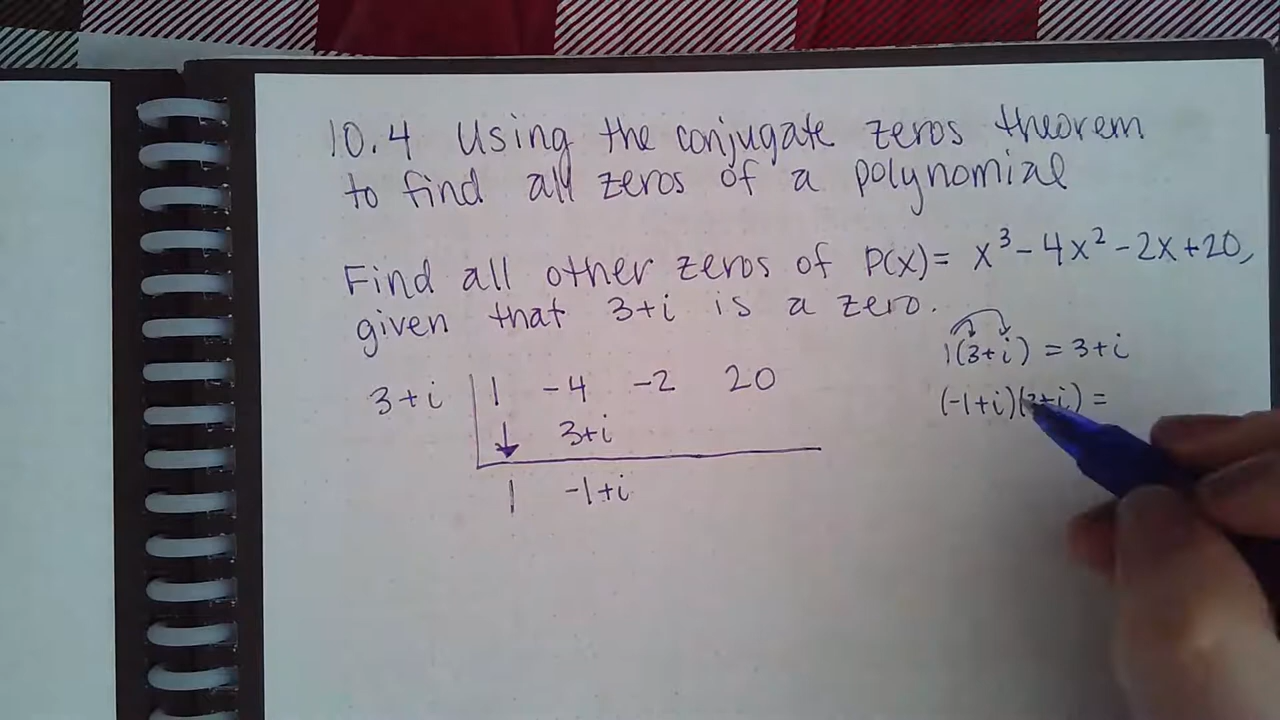 10.4 Using the conjugate zeros theorem
to find all zeros of a polynomial
Find all other zeros of P(x) = x³ - 4x² - 2x + 20,
given that 3+i is a zero.
1(3+i) = 3+i
(-1+i)(3+i) =
3+i | 1 -4 -2 20
↓ 3+i
1 -1+i